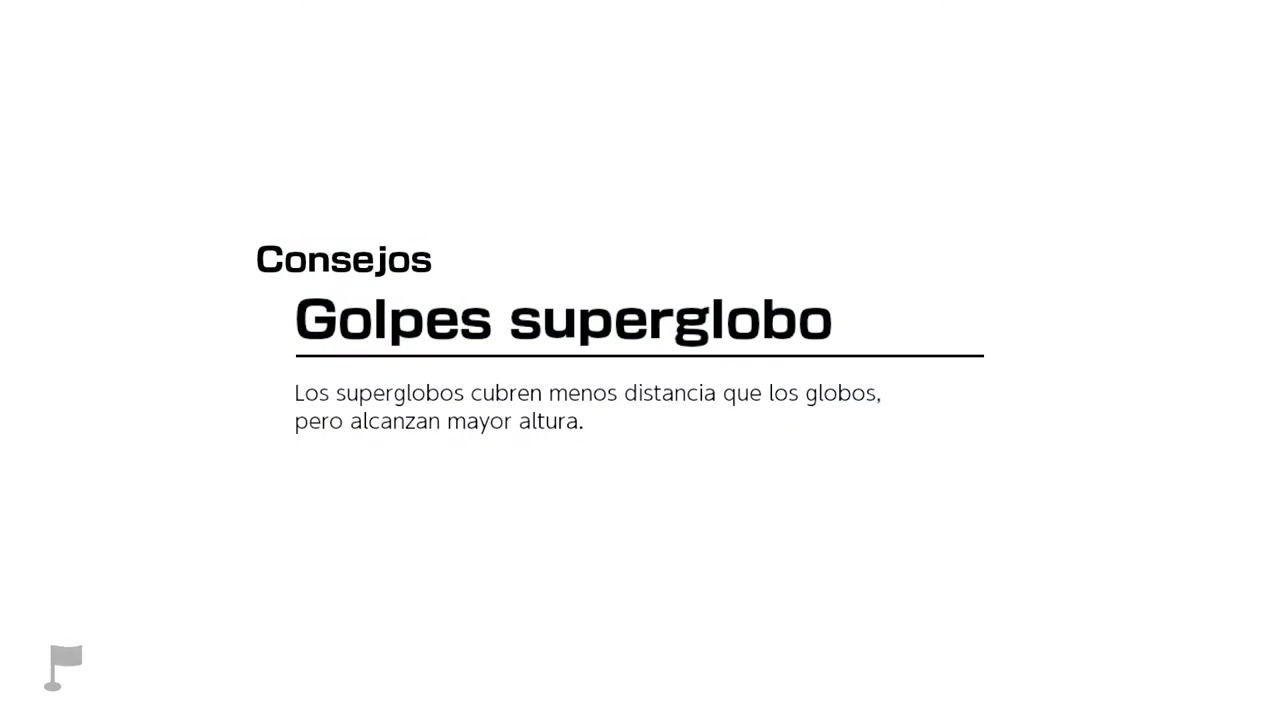 Consejos
Golpes superglobo
Los superglobos cubren menos distancia que los globos,
pero alcanzan mayor altura.